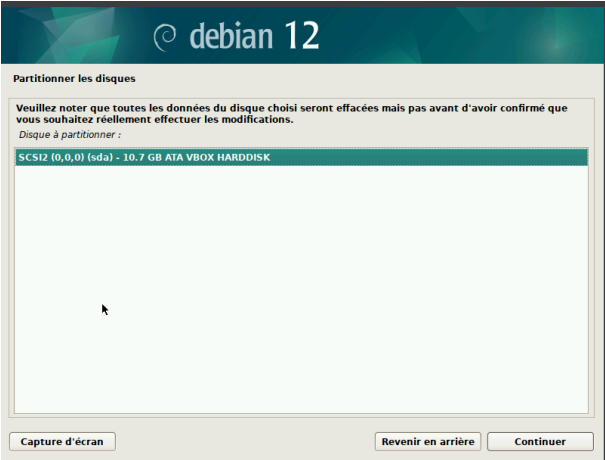 debian 12
Partitionner les disques
Veuillez noter que toutes les données du disque choisi seront effacées mais pas avant d'avoir confirmé que
vous souhaitez réellement effectuer les modifications.
Disque à partitionner :
SCSI2 (0,0,0) (sda) - 10.7 GB ATA VBOX HARDDISK
Capture d'écran
Revenir en arrière
Continuer